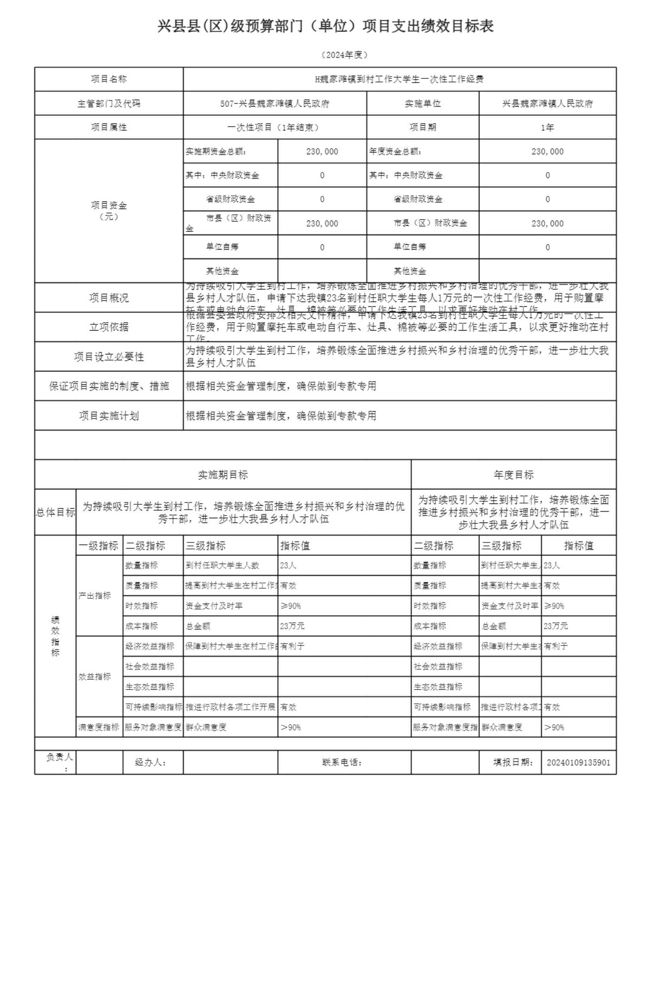 兴县县(区)级预算部门（单位）项目支出绩效目标表
（2024年度）
项目名称 H魏家滩镇到村工作大学生一次性工作经费
主管部门及代码 507-兴县魏家滩镇人民政府 实施单位 兴县魏家滩镇人民政府
项目属性 一次性项目（1年结束） 项目期 1年
项目资金
（元）
实施期资金总额: 230,000 年度资金总额: 230,000
其中: 中央财政资金 0 其中: 中央财政资金 0
省级财政资金 0 省级财政资金 0
市县（区）财政资
金 230,000 市县（区）财政资金 230,000
单位自筹 0 单位自筹 0
其他资金 其他资金
项目概况
为持续吸引大学生到村工作，培养锻炼全面推进乡村振兴和乡村治理的优秀干部，进一步壮大我
县乡村人才队伍，申请下达我镇23名到村任职大学生每人1万元的一次性工作经费，用于购置摩
托车或电动自行车、灶具、棉被等必要的工作生活工具，以求更好推动在村工作
立项依据
根据县委县政府安排及相关文件精神，申请下达我镇23名到村任职大学生每人1万元的一次性工
作经费，用于购置摩托车或电动自行车、灶具、棉被等必要的工作生活工具，以求更好推动在村
工作。
项目设立必要性
为持续吸引大学生到村工作，培养锻炼全面推进乡村振兴和乡村治理的优秀干部，进一步壮大我
县乡村人才队伍
保证项目实施的制度、措施 根据相关资金管理制度，确保做到专款专用
项目实施计划 根据相关资金管理制度，确保做到专款专用
实施期目标 年度目标
总体目标
为持续吸引大学生到村工作，培养锻炼全面推进乡村振兴和乡村治理的优
秀干部，进一步壮大我县乡村人才队伍
为持续吸引大学生到村工作，培养锻炼全面
推进乡村振兴和乡村治理的优秀干部，进一
步壮大我县乡村人才队伍
绩
效
指
标
一级指标 二级指标 三级指标 指标值 二级指标 三级指标 指标值
产出指标
数量指标 到村任职大学生人数 23人 数量指标 到村任职大学生 23人
质量指标 提高到村大学生在村工作 有效 质量指标 提高到村大学生 有效
时效指标 资金支付及时率 ≥90% 时效指标 资金支付及时率 ≥90%
成本指标 总金额 23万元 成本指标 总金额 23万元
效益指标
经济效益指标 保障到村大学生在村工作 有利于 经济效益指标 保障到村大学生 有利于
社会效益指标 社会效益指标
生态效益指标 生态效益指标
可持续影响指标 推进行政村各项工作开展 有效 可持续影响指标 推进行政村各项 有效
满意度指标 服务对象满意度 群众满意度 >90% 服务对象满意度指 群众满意度 >90%
负责人
: 经办人: 联系电话: 填报日期: 20240109135901